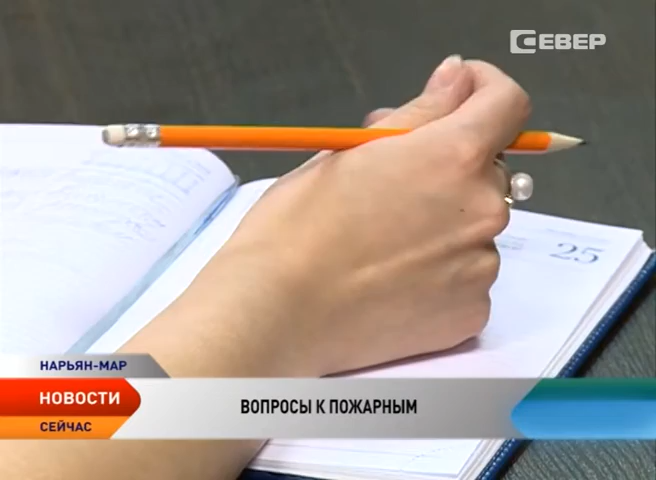 СЕВЕР
25
НАРЬЯН-МАР
НОВОСТИ
СЕЙЧАС
ВОПРОСЫ К ПОЖАРНЫМ